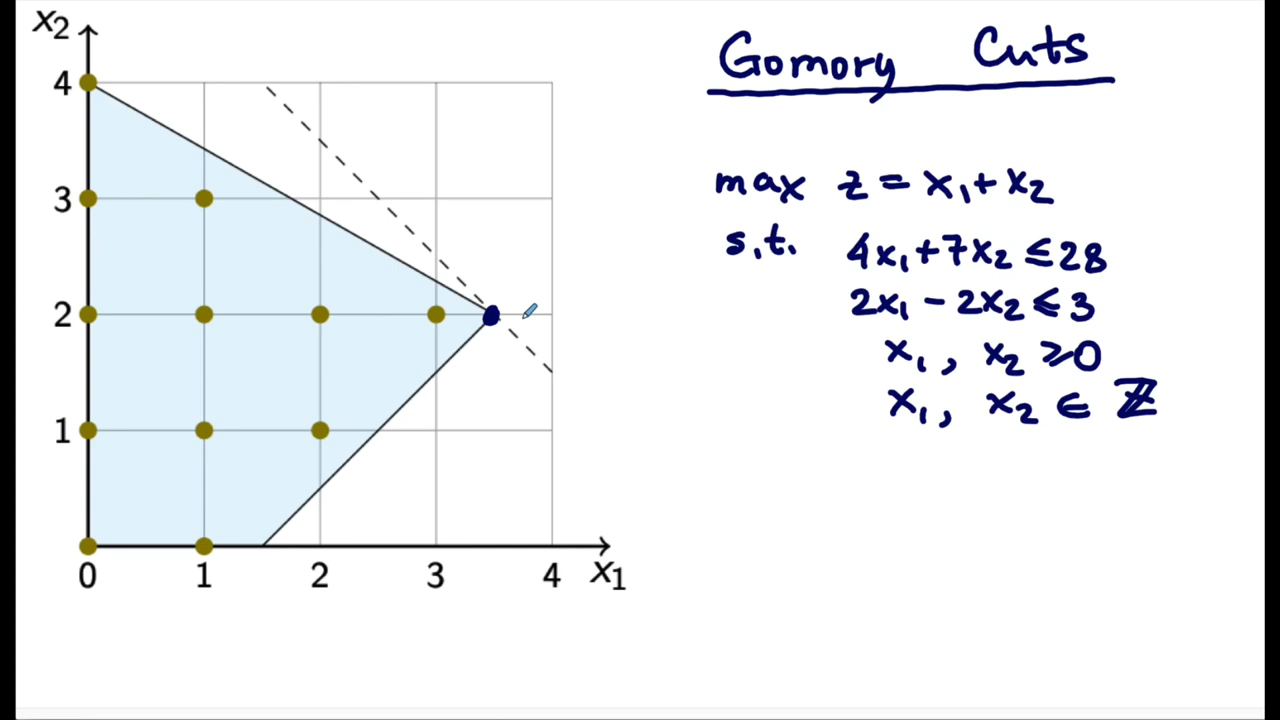 Gomory Cuts
max z = x₁ + x₂
s.t. 4x₁ + 7x₂ ≤ 28
2x₁ - 2x₂ ≤ 3
x₁, x₂ ≥ 0
x₁, x₂ ∈ ℤ
x₂
4
3
2
1
0 1 2 3 4 x₁